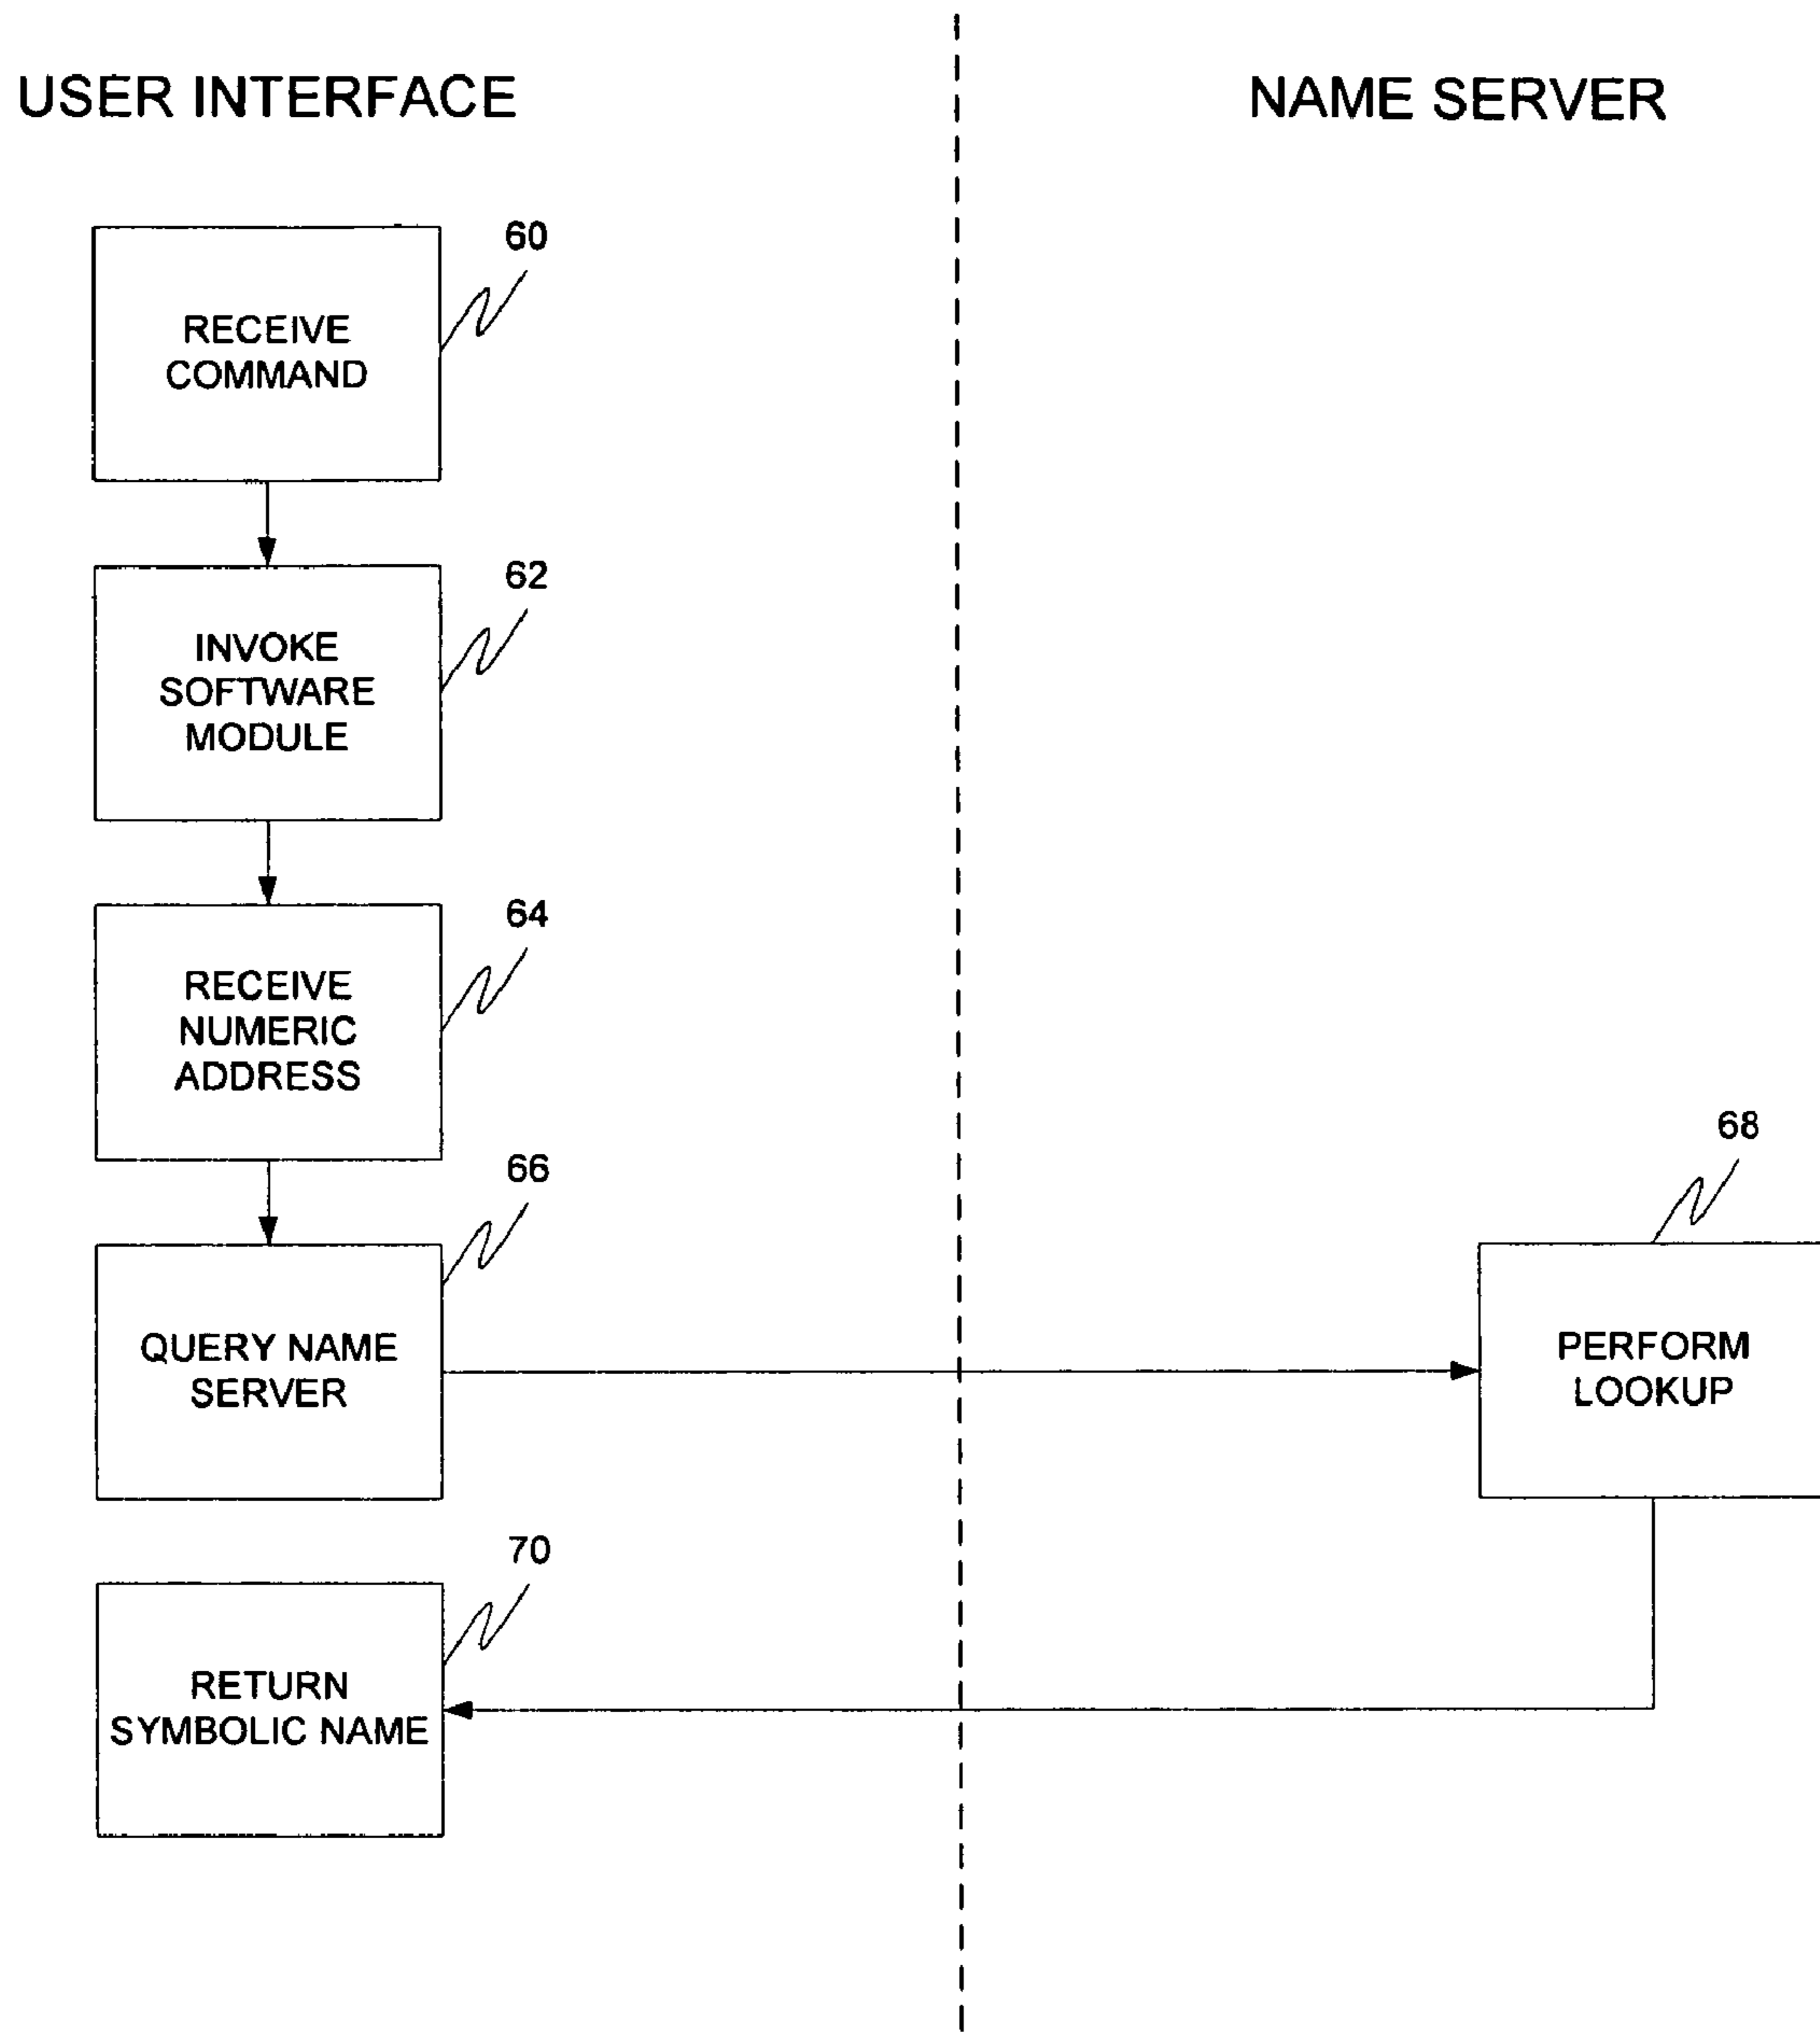 USER INTERFACE
NAME SERVER
60
RECEIVE
COMMAND
62
INVOKE
SOFTWARE
MODULE
64
RECEIVE
NUMERIC
ADDRESS
66
QUERY NAME
SERVER
68
PERFORM
LOOKUP
70
RETURN
SYMBOLIC NAME